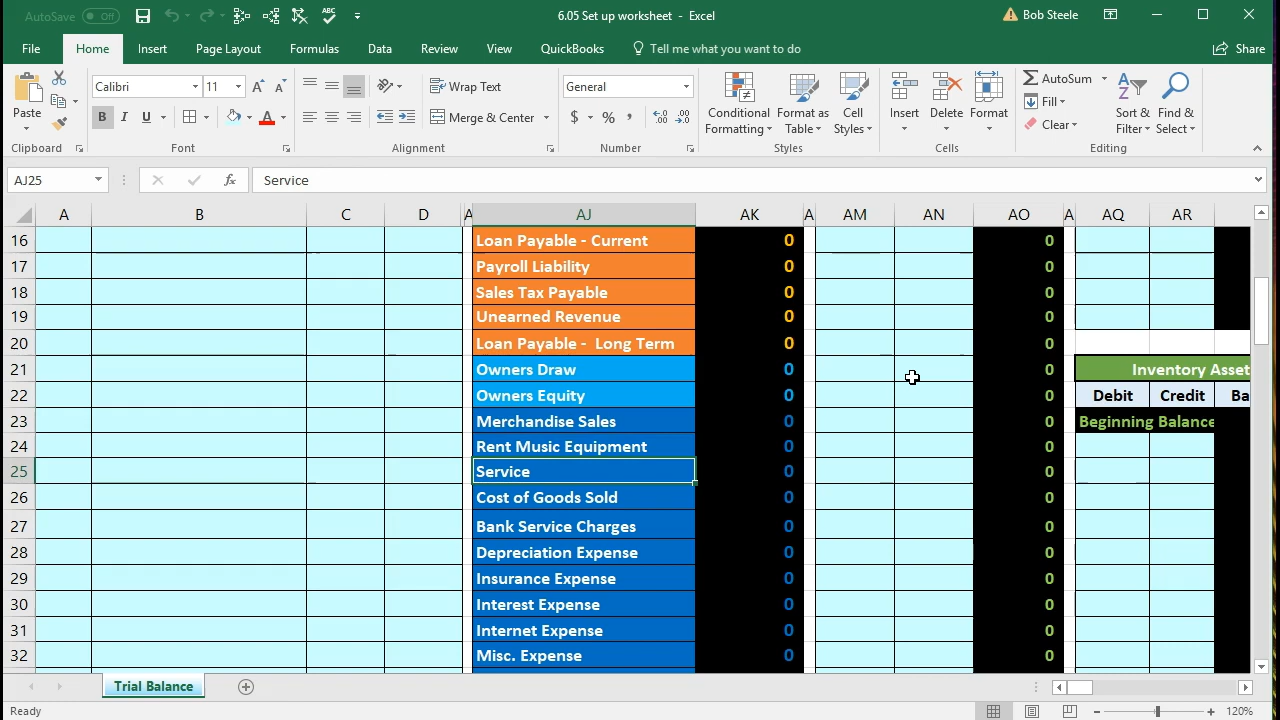 AutoSave Off 6.05 Set up worksheet - Excel Bob Steele
File Home Insert Page Layout Formulas Data Review View QuickBooks Tell me what you want to do Share
Paste Calibri 11 A A Wrap Text General Conditional Formatting Format as Table Cell Styles Insert Delete Format AutoSum Sort & Filter Find & Select
B I U A Merge & Center $ % , Fill
Clear
Clipboard Font Alignment Number Styles Cells Editing
AJ25 fx Service
A B C D A AJ AK A AM AN AO A AQ AR
16 Loan Payable - Current 0 0
17 Payroll Liability 0 0
18 Sales Tax Payable 0 0
19 Unearned Revenue 0 0
20 Loan Payable - Long Term 0 0
21 Owners Draw 0 0 Inventory Asset
22 Owners Equity 0 0 Debit Credit Ba
23 Merchandise Sales 0 0 Beginning Balance
24 Rent Music Equipment 0 0
25 Service 0 0
26 Cost of Goods Sold 0 0
27 Bank Service Charges 0 0
28 Depreciation Expense 0 0
29 Insurance Expense 0 0
30 Interest Expense 0 0
31 Internet Expense 0 0
32 Misc. Expense 0 0
Trial Balance
Ready 120%